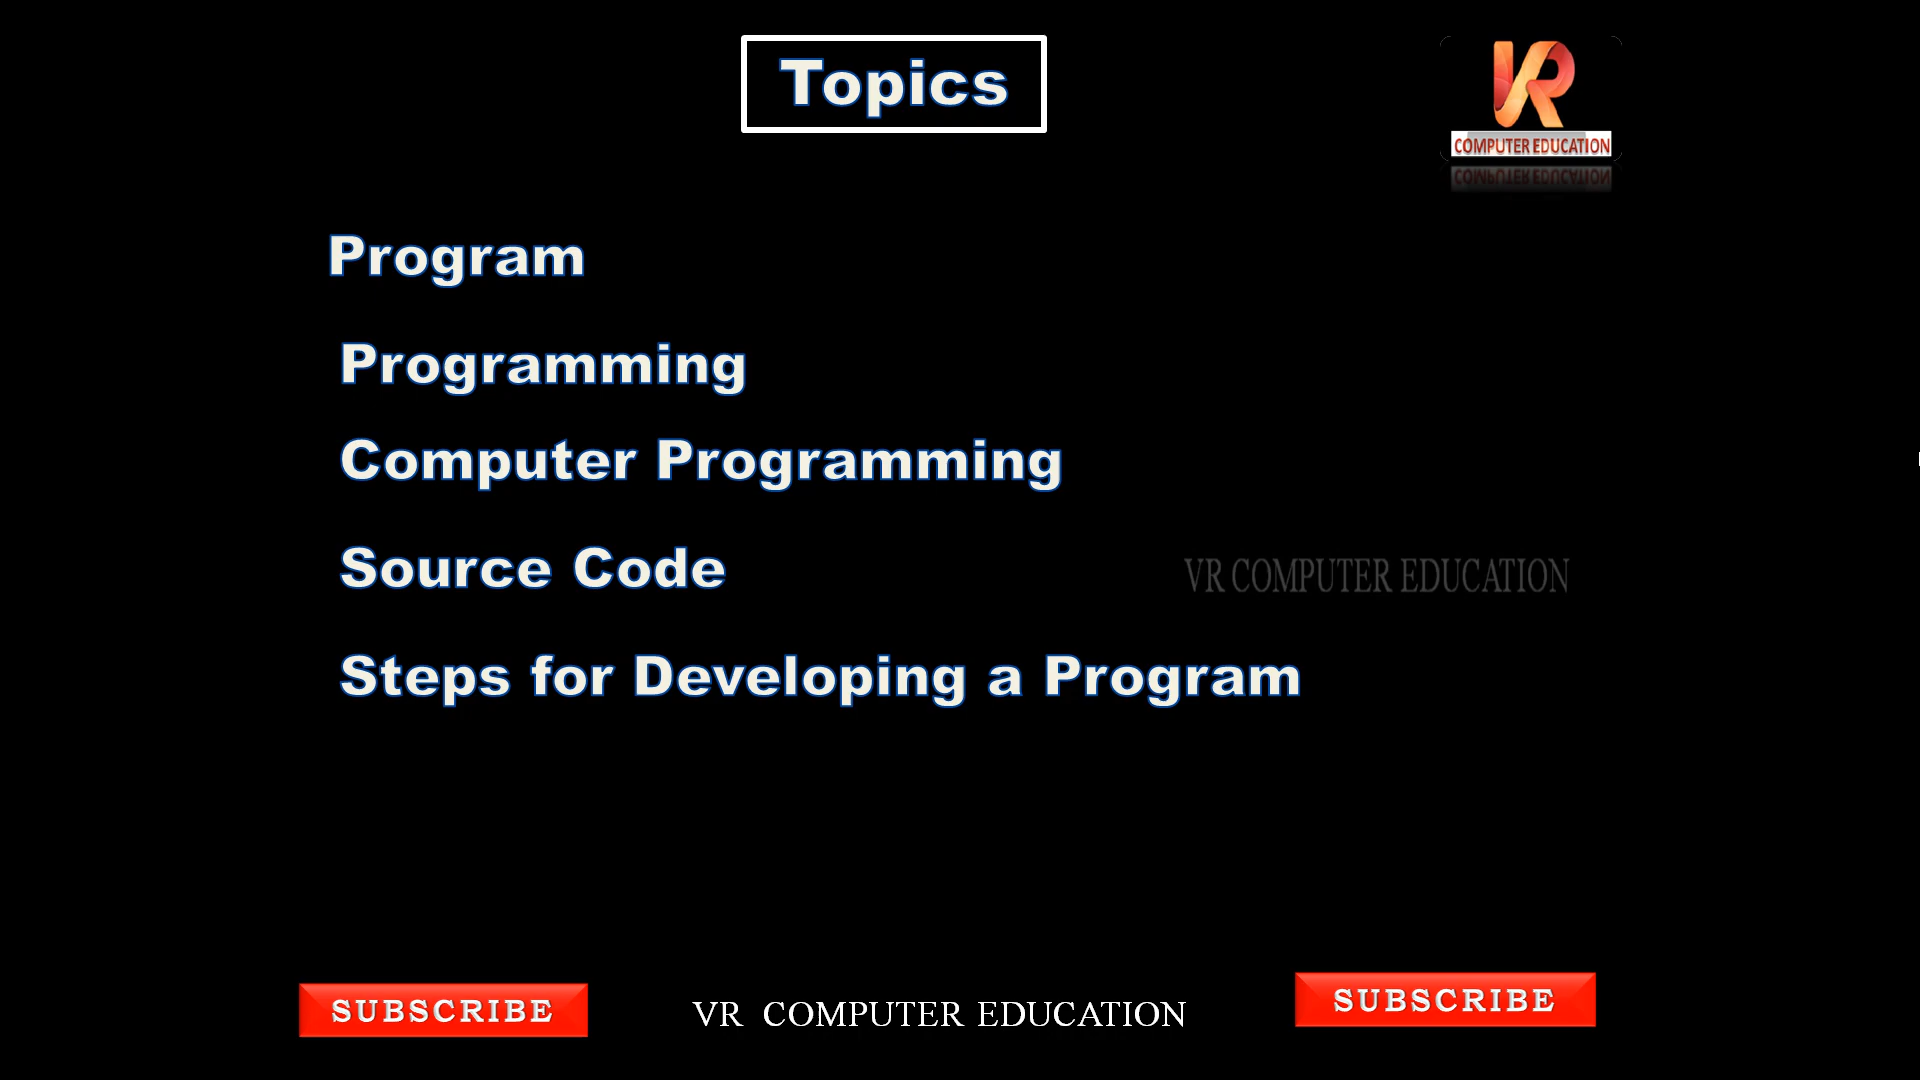 Topics
VR
COMPUTER EDUCATION
Program
Programming
Computer Programming
Source Code
VR COMPUTER EDUCATION
Steps for Developing a Program
SUBSCRIBE
VR COMPUTER EDUCATION
SUBSCRIBE